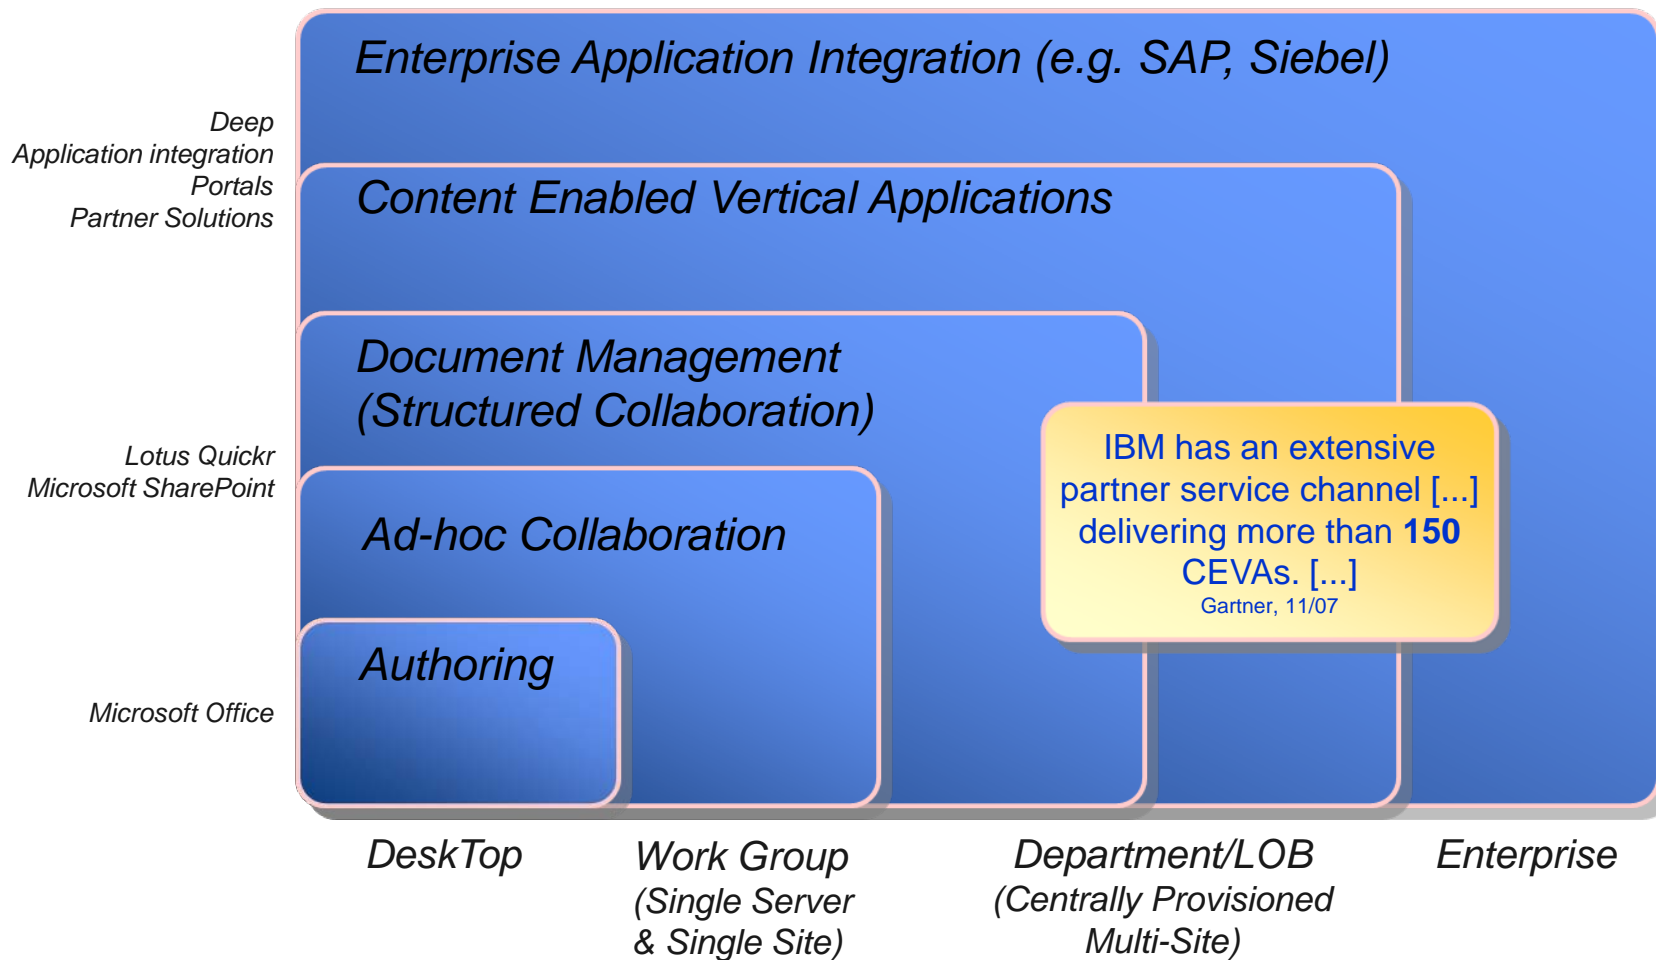 Enterprise Application Integration (e.g. SAP, Siebel)
Deep
Application integration
Portals
Partner Solutions
Content Enabled Vertical Applications
Document Management
(Structured Collaboration)
Lotus Quickr
Microsoft SharePoint
IBM has an extensive
partner service channel [...]
delivering more than 150
CEVAs. [...]
Gartner, 11/07
Ad-hoc Collaboration
Authoring
Microsoft Office
DeskTop
Work Group
(Single Server
& Single Site)
Department/LOB
(Centrally Provisioned
Multi-Site)
Enterprise